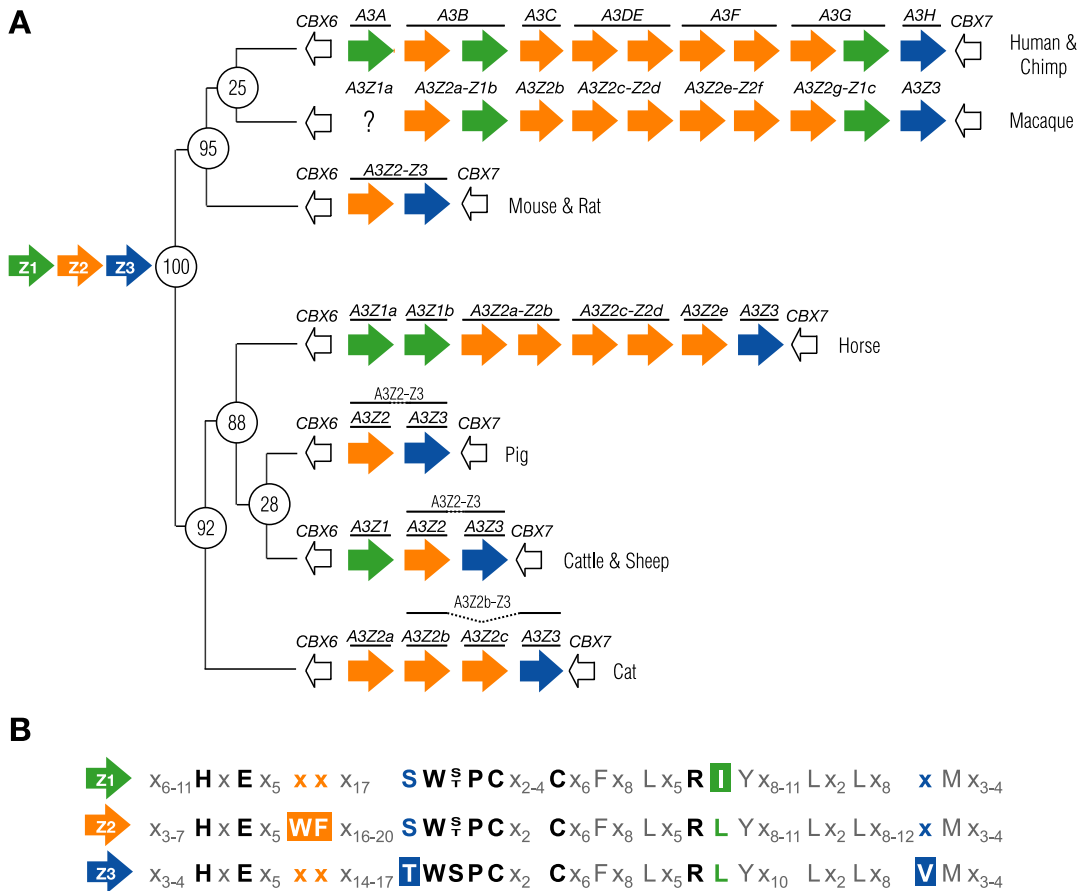 A
CBX6 A3A A3B A3C A3DE A3F A3G A3H CBX7
Human & Chimp
25
A3Z1a A3Z2a-Z1b A3Z2b A3Z2c-Z2d A3Z2e-Z2f A3Z2g-Z1c A3Z3
? Macaque
95
CBX6 A3Z2-Z3 CBX7
Mouse & Rat
Z1 Z2 Z3 100
CBX6 A3Z1a A3Z1b A3Z2a-Z2b A3Z2c-Z2d A3Z2e A3Z3 CBX7
Horse
A3Z2-Z3
88
CBX6 A3Z2 A3Z3 CBX7
Pig
28
A3Z2-Z3
92
CBX6 A3Z1 A3Z2 A3Z3 CBX7
Cattle & Sheep
A3Z2b-Z3
CBX6 A3Z2a A3Z2b A3Z2c A3Z3 CBX7
Cat
B
Z1 x6-11 H x E x5 x x x17 S W S/T P C x2-4 C x6 F x8 L x5 R I Y x8-11 L x2 L x8 x M x3-4
Z2 x3-7 H x E x5 WF x16-20 S W S/T P C x2 C x6 F x8 L x5 R L Y x8-11 L x2 L x8-12 x M x3-4
Z3 x3-4 H x E x5 x x x14-17 T W S P C x2 C x6 F x8 L x5 R L Y x10 L x2 L x8 V M x3-4